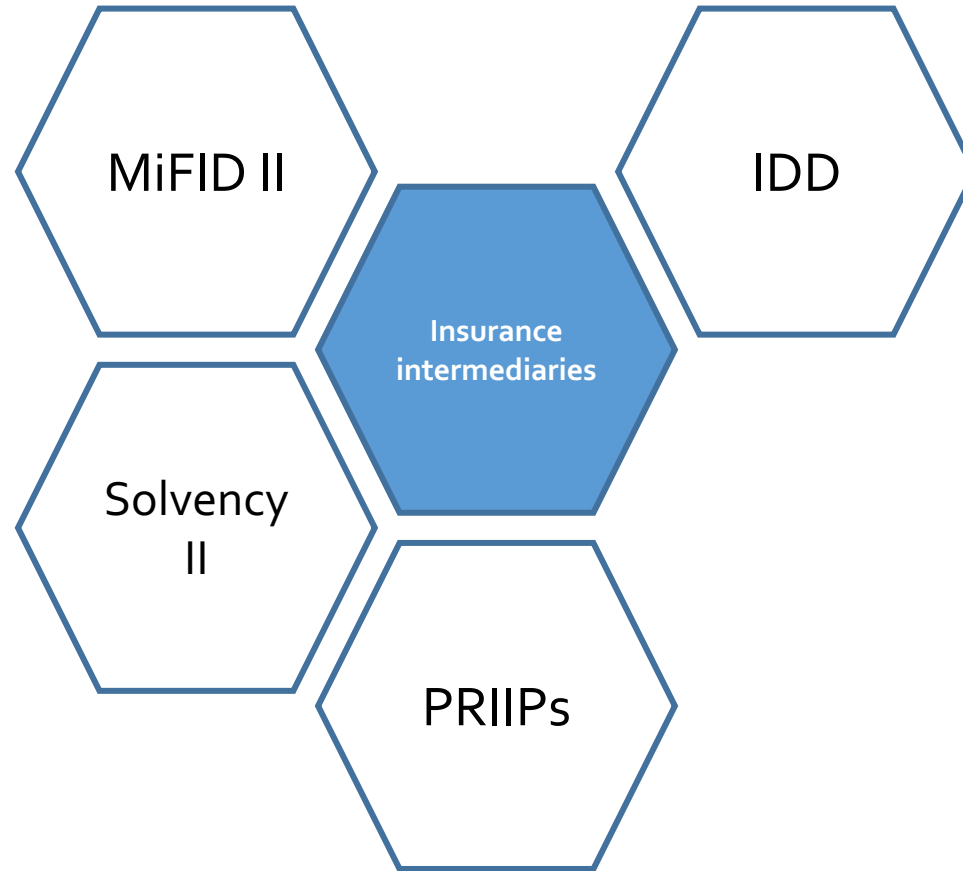 MiFID II
IDD
Insurance
intermediaries
Solvency
II
PRIIPs